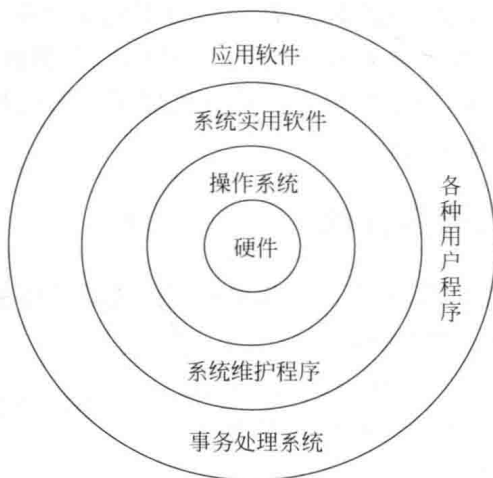 应用软件
系统实用软件
操作系统
硬件
各种用户程序
系统维护程序
事务处理系统